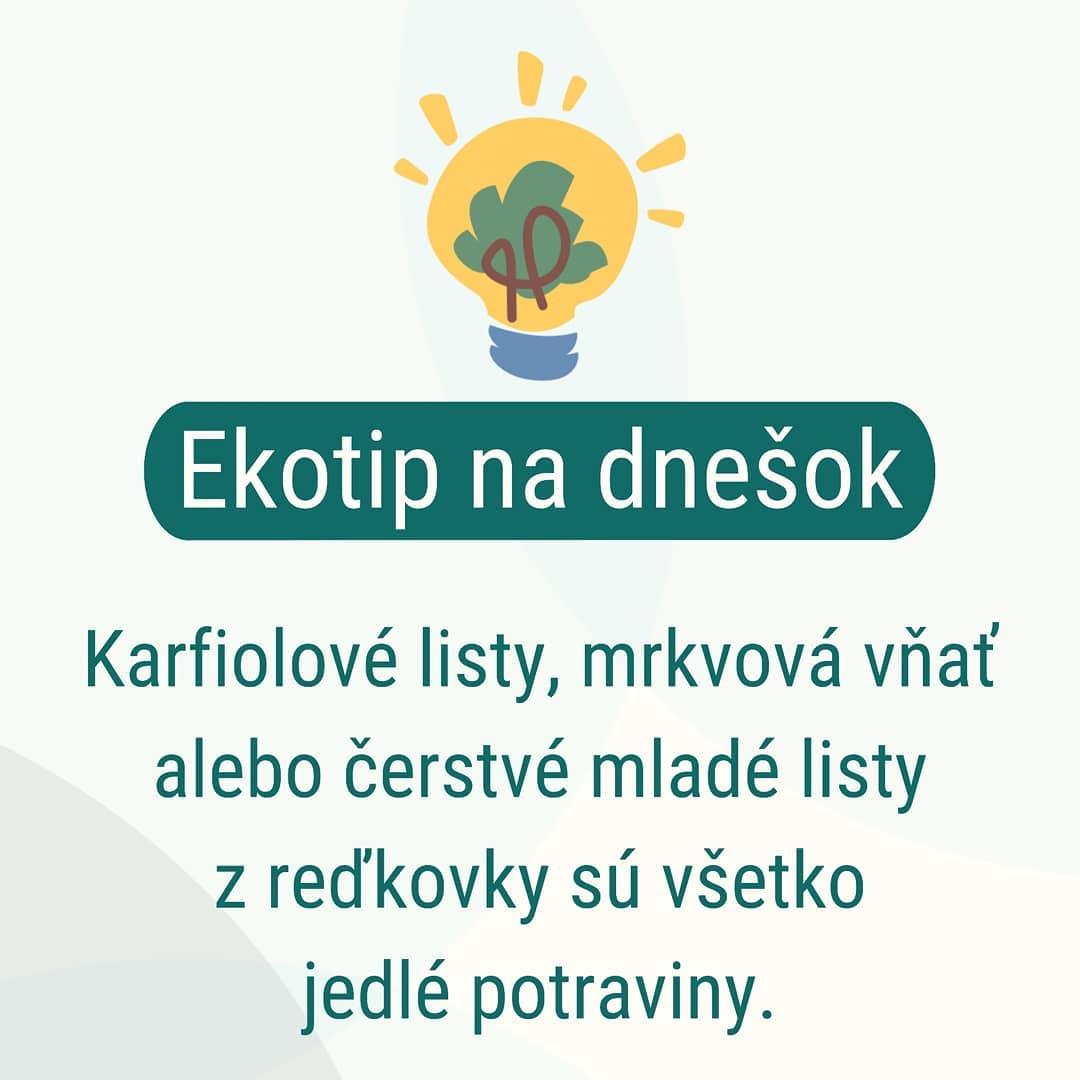 Ekotip na dnešok
Karfiolové listy, mrkvová vňať
alebo čerstvé mladé listy
z reďkovky sú všetko
jedlé potraviny.